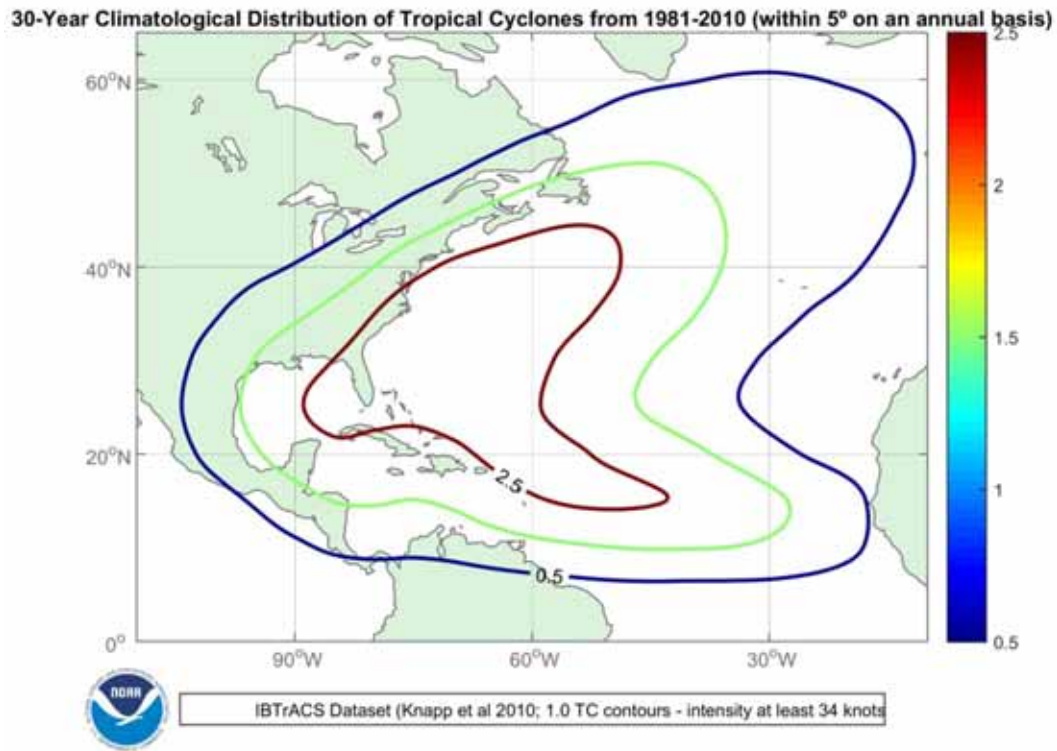 30-Year Climatological Distribution of Tropical Cyclones from 1981-2010 (within 5º on an annual basis)
2.5
60°N
2
40°N
1.5
20°N
2.5
1
0.5
0°
0.5
90°W
60°W
30°W
NOAA
IBTrACS Dataset (Knapp et al 2010; 1.0 TC contours - intensity at least 34 knots